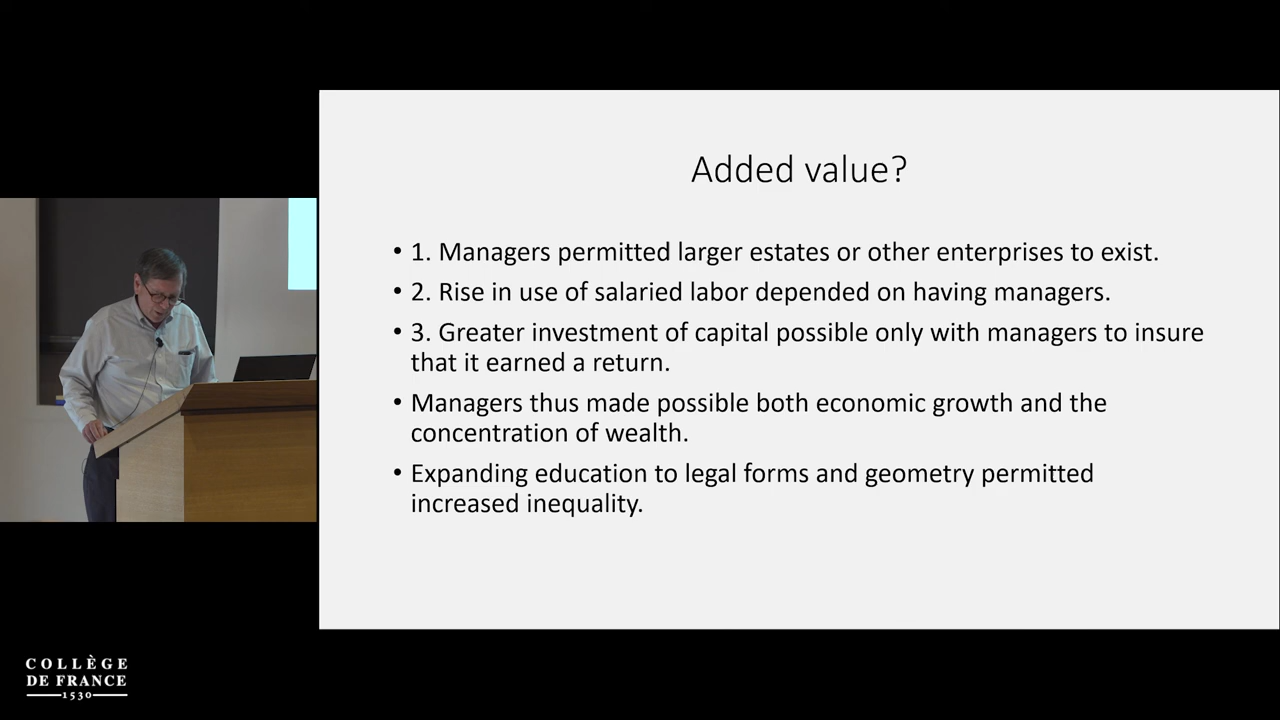 Added value?
• 1. Managers permitted larger estates or other enterprises to exist.
• 2. Rise in use of salaried labor depended on having managers.
• 3. Greater investment of capital possible only with managers to insure
that it earned a return.
• Managers thus made possible both economic growth and the
concentration of wealth.
• Expanding education to legal forms and geometry permitted
increased inequality.
COLLÈGE
DE FRANCE
1530